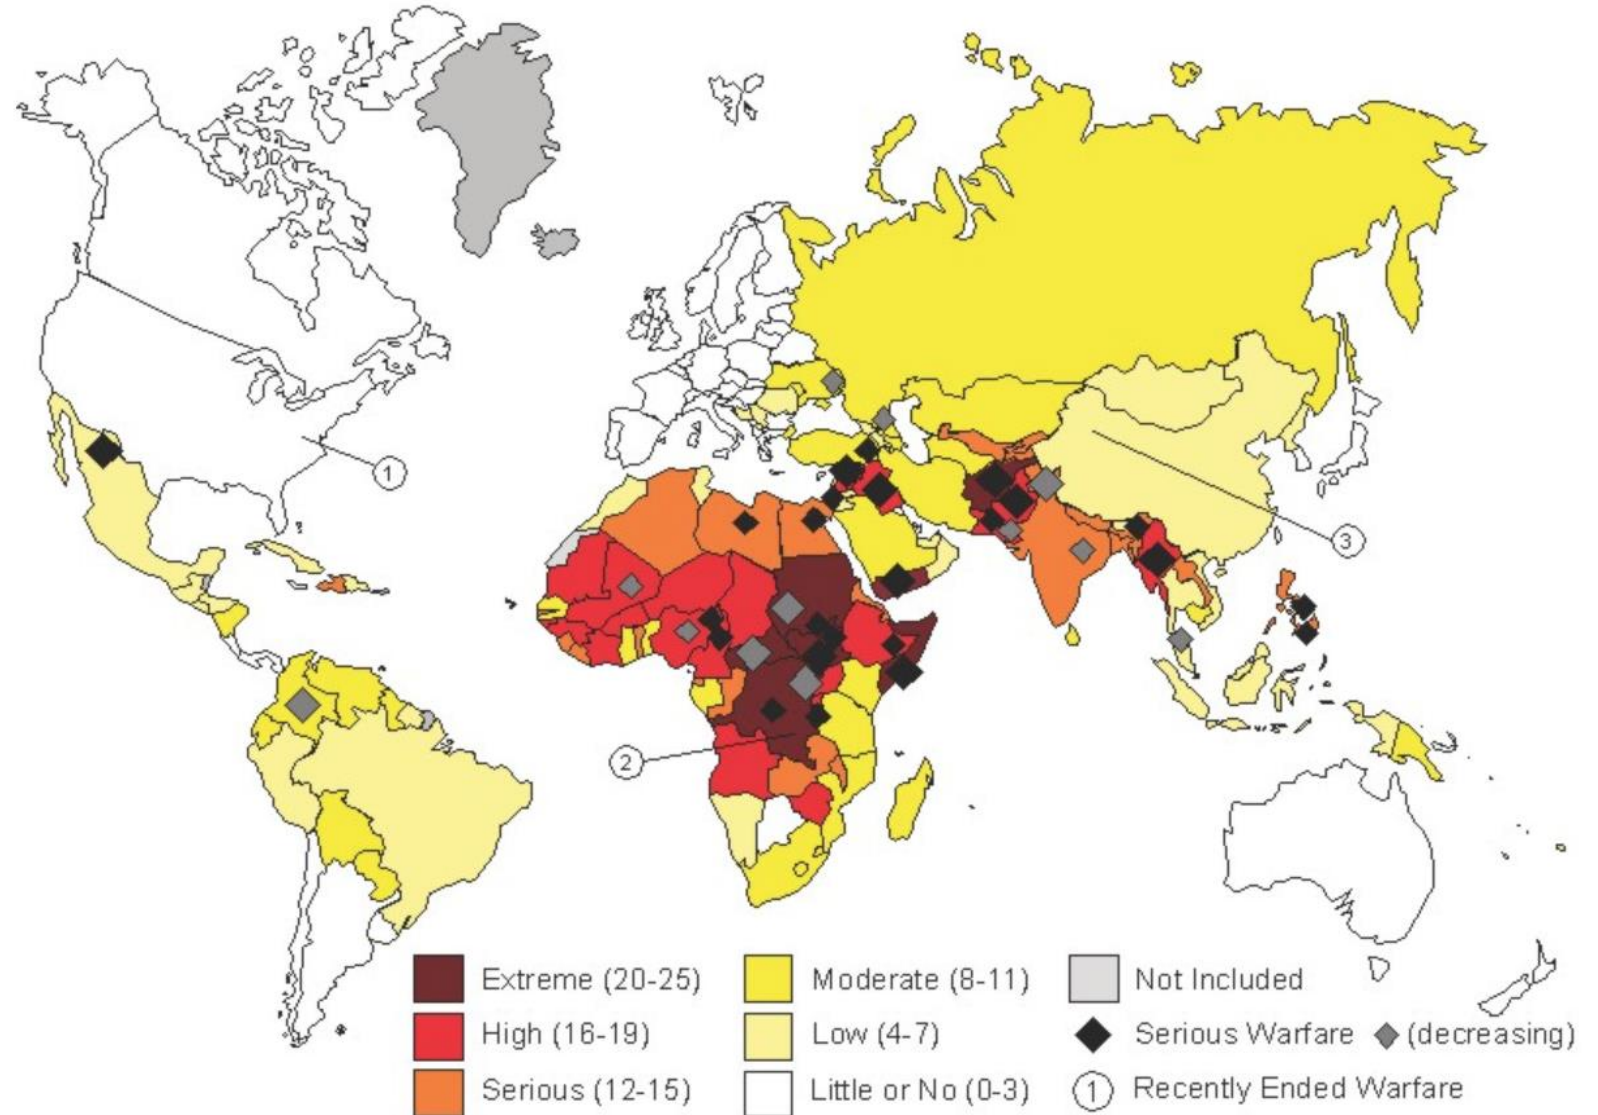 1
3
2
Extreme (20-25) Moderate (8-11) Not Included
High (16-19) Low (4-7) Serious Warfare (decreasing)
Serious (12-15) Little or No (0-3) 1 Recently Ended Warfare